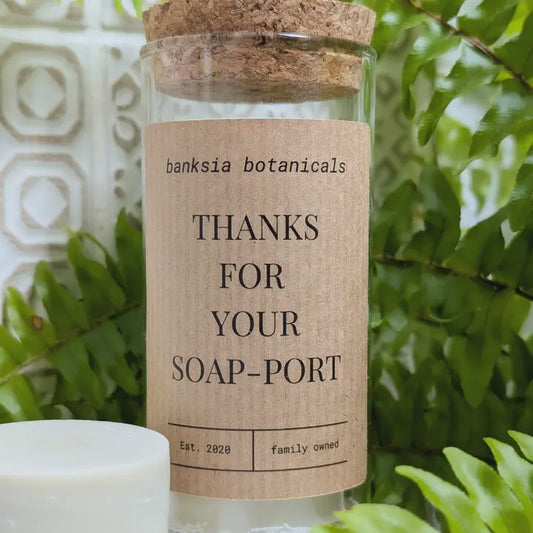 banksia botanicals
THANKS
FOR
YOUR
SOAP-PORT
Est. 2020 family owned